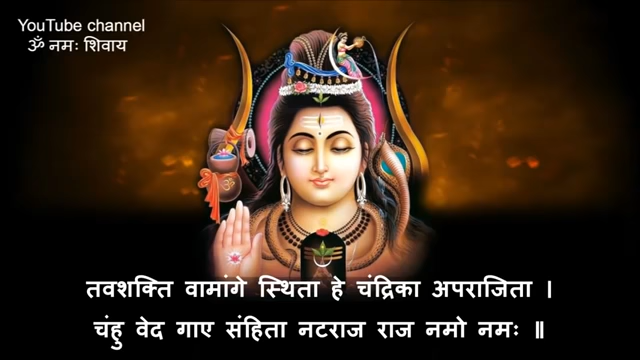 YouTube channel
ॐ नमः शिवाय
तवशक्ति वामांगे स्थिता हे चंद्रिका अपराजिता ।
चंहु वेद गाए संहिता नटराज राज नमो नमः ॥